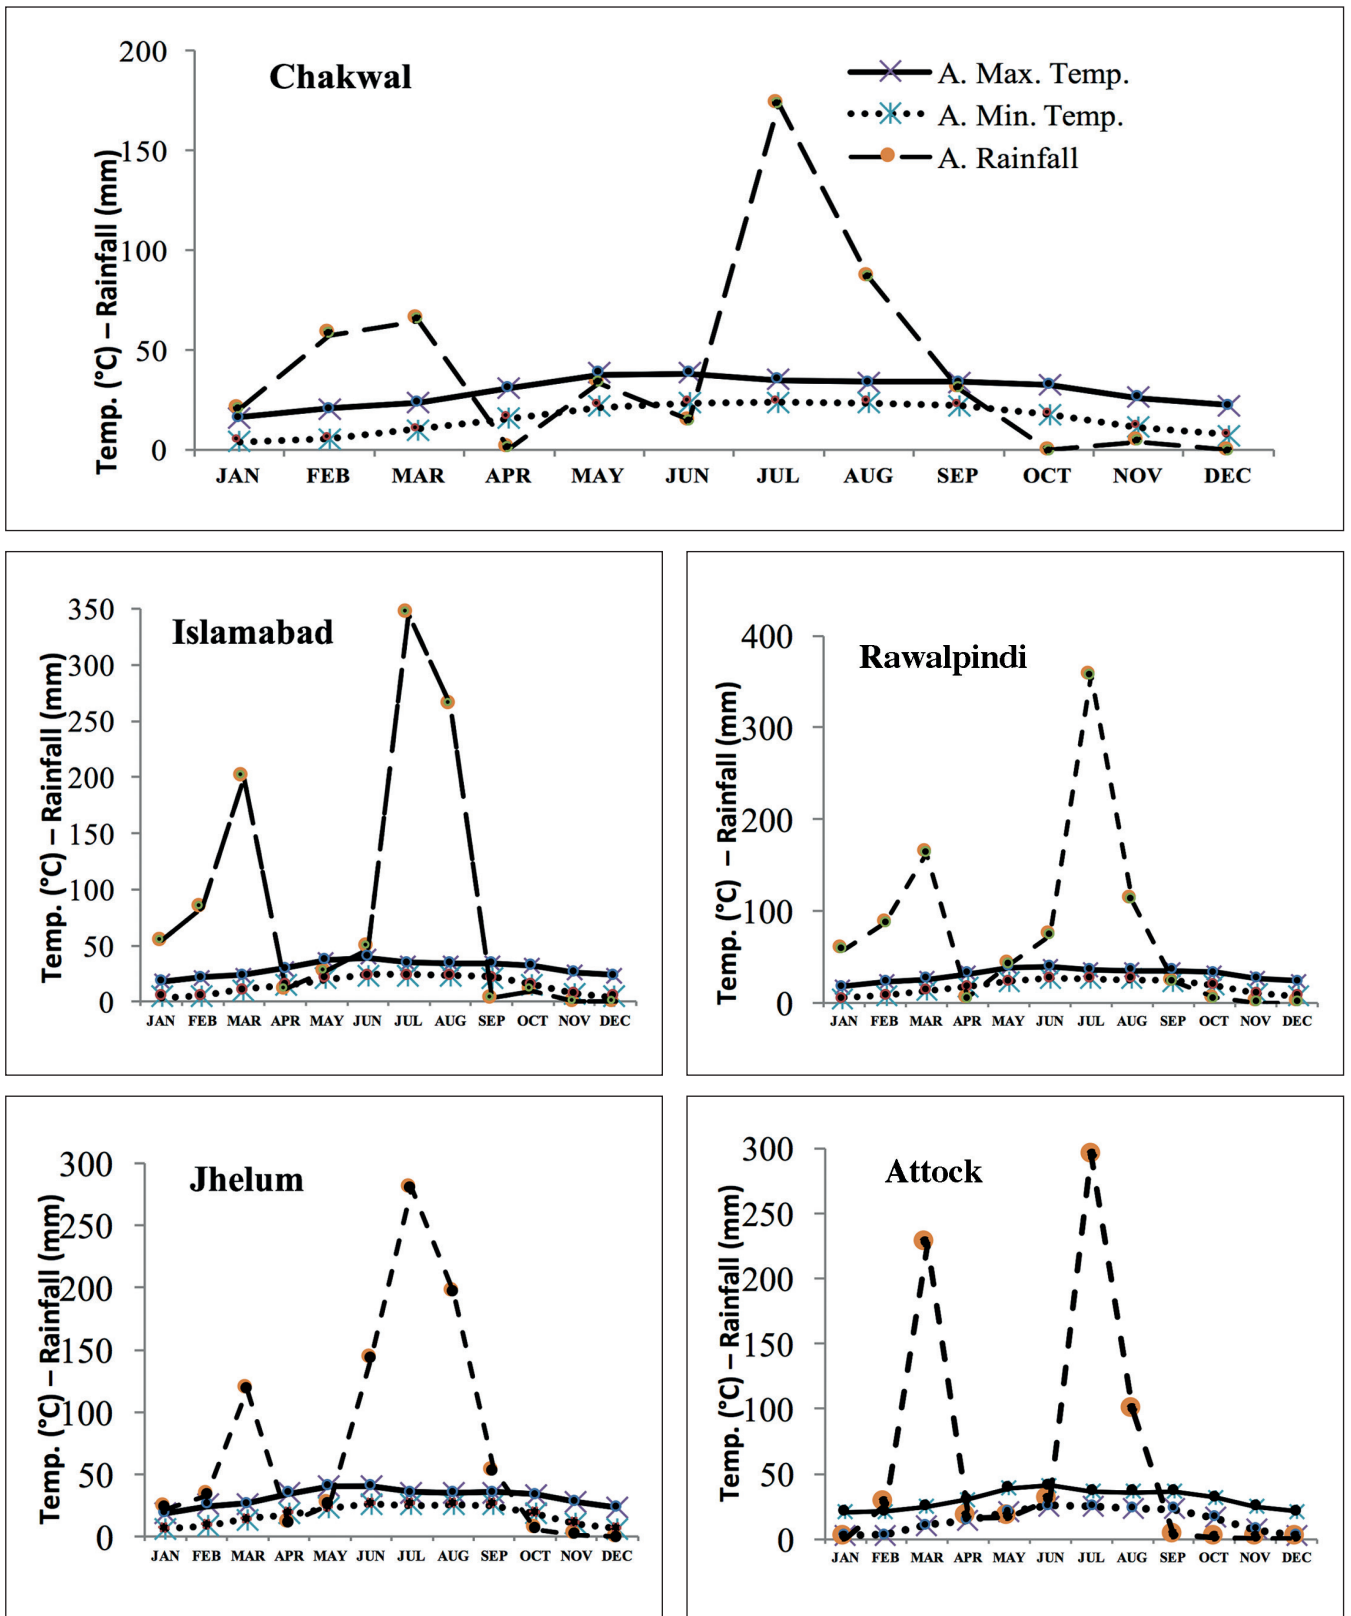 Chakwal
A. Max. Temp.
A. Min. Temp.
A. Rainfall
Temp. (°C) – Rainfall (mm)
200
150
100
50
0
JAN FEB MAR APR MAY JUN JUL AUG SEP OCT NOV DEC
Islamabad
Temp. (°C) – Rainfall (mm)
350
300
250
200
150
100
50
0
JAN FEB MAR APR MAY JUN JUL AUG SEP OCT NOV DEC
Rawalpindi
Temp. (°C) – Rainfall (mm)
400
300
200
100
0
JAN FEB MAR APR MAY JUN JUL AUG SEP OCT NOV DEC
Jhelum
Temp. (°C) – Rainfall (mm)
300
250
200
150
100
50
0
JAN FEB MAR APR MAY JUN JUL AUG SEP OCT NOV DEC
Attock
Temp. (°C) – Rainfall (mm)
300
250
200
150
100
50
0
JAN FEB MAR APR MAY JUN JUL AUG SEP OCT NOV DEC